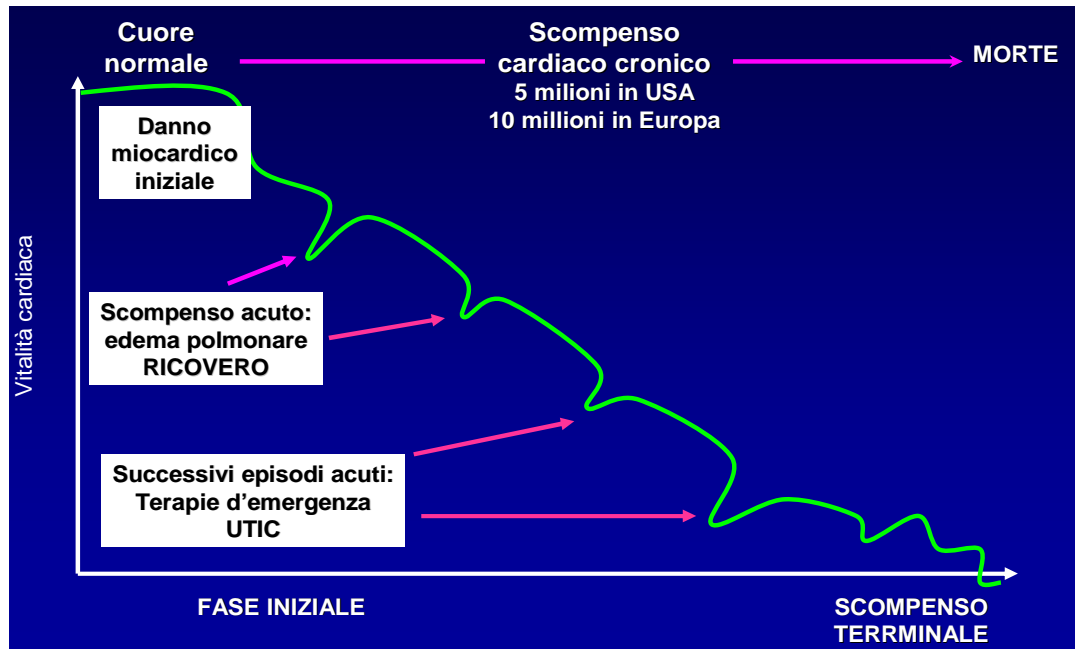 Cuore
normale
Scompenso
cardiaco cronico
5 milioni in USA
10 millioni in Europa
MORTE
Danno
miocardico
iniziale
Vitalità cardiaca
Scompenso acuto:
edema polmonare
RICOVERO
Successivi episodi acuti:
Terapie d'emergenza
UTIC
FASE INIZIALE
SCOMPENSO
TERRMINALE